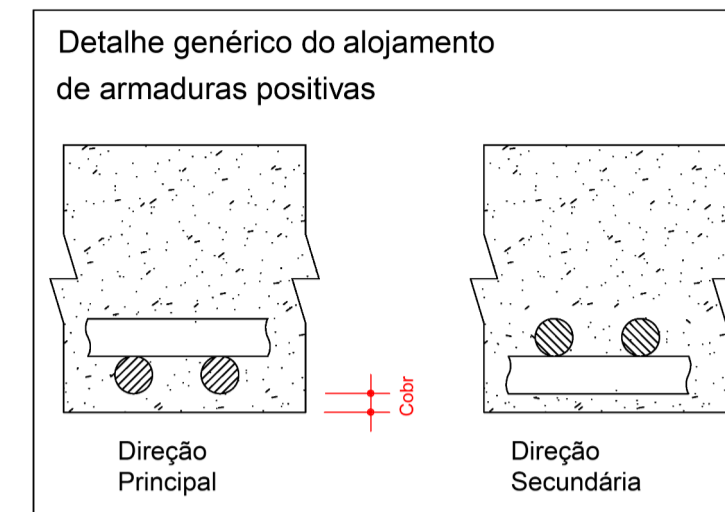 Detalhe genérico do alojamento
de armaduras positivas
Cobr
Direção
Principal
Direção
Secundária